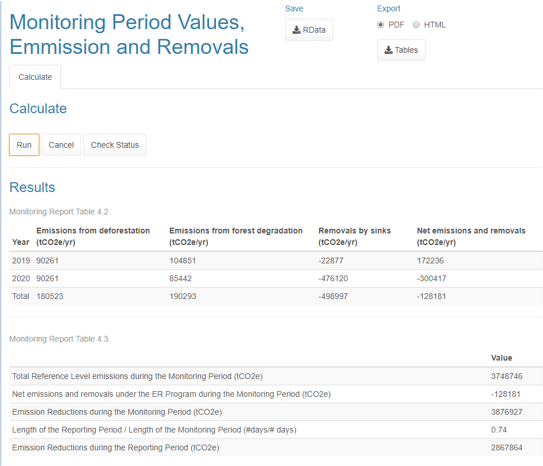 Monitoring Period Values,
Emmission and Removals
Save
RData
Export
PDF HTML
Tables
Calculate
Calculate
Run Cancel Check Status
Results
Monitoring Report Table 4.2
Year Emissions from deforestation (tCO2e/yr) Emissions from forest degradation (tCO2e/yr) Removals by sinks (tCO2e/yr) Net emissions and removals (tCO2e/yr)
2019 90261 104851 -22877 172236
2020 90261 85442 -476120 -300417
Total 180523 190293 -498997 -128181
Monitoring Report Table 4.3
Value
Total Reference Level emissions during the Monitoring Period (tCO2e) 3748746
Net emissions and removals under the ER Program during the Monitoring Period (tCO2e) -128181
Emission Reductions during the Monitoring Period (tCO2e) 3876927
Length of the Reporting Period / Length of the Monitoring Period (#days/# days) 0.74
Emission Reductions during the Reporting Period (tCO2e) 2867864